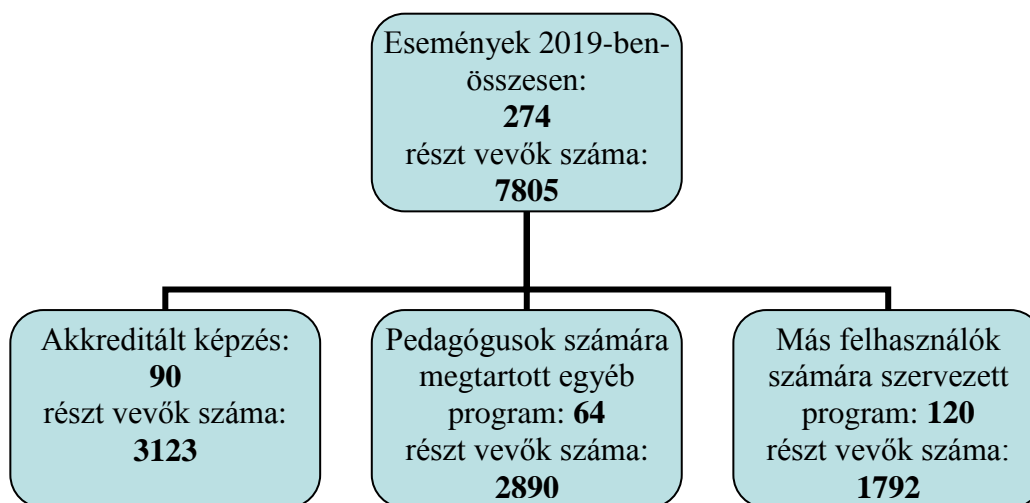 Események 2019-ben-
összesen:
274
részt vevők száma:
7805
Akkreditált képzés:
90
részt vevők száma:
3123
Pedagógusok számára
megtartott egyéb
program: 64
részt vevők száma:
2890
Más felhasználók
számára szervezett
program: 120
részt vevők száma:
1792